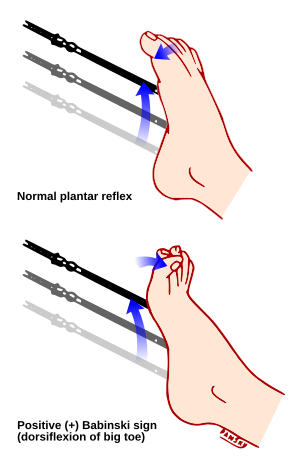 Normal plantar reflex
Positive (+) Babinski sign
(dorsiflexion of big toe)